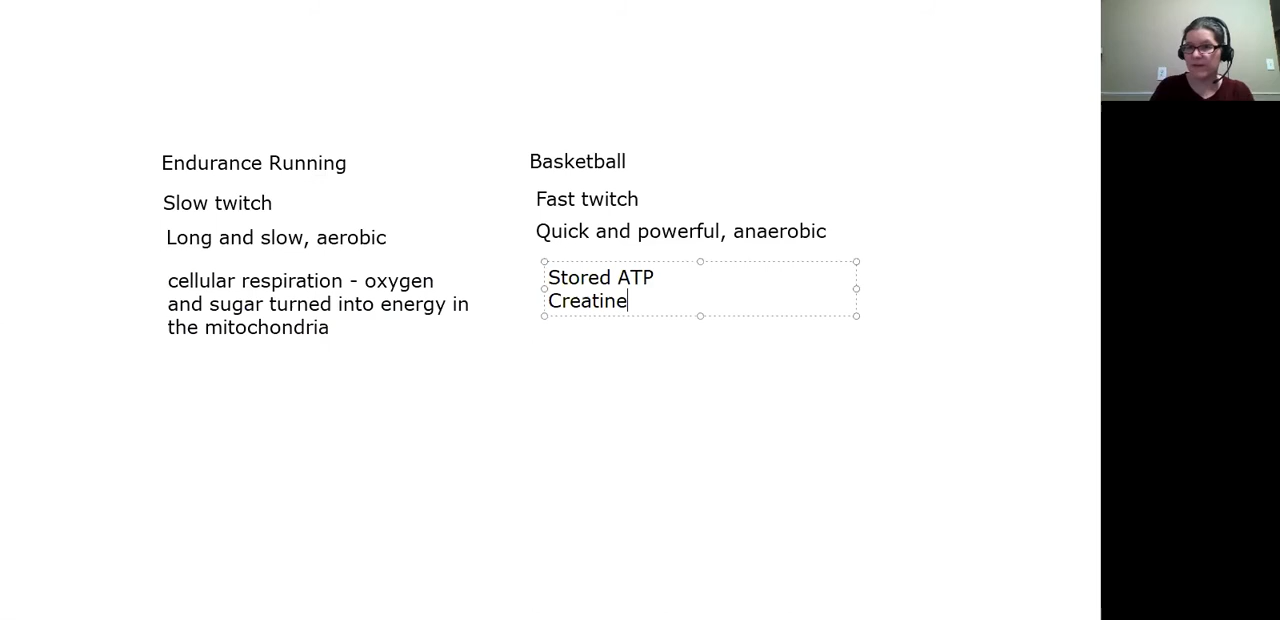 Endurance Running
Slow twitch
Long and slow, aerobic
cellular respiration - oxygen
and sugar turned into energy in
the mitochondria
Basketball
Fast twitch
Quick and powerful, anaerobic
Stored ATP
Creatine